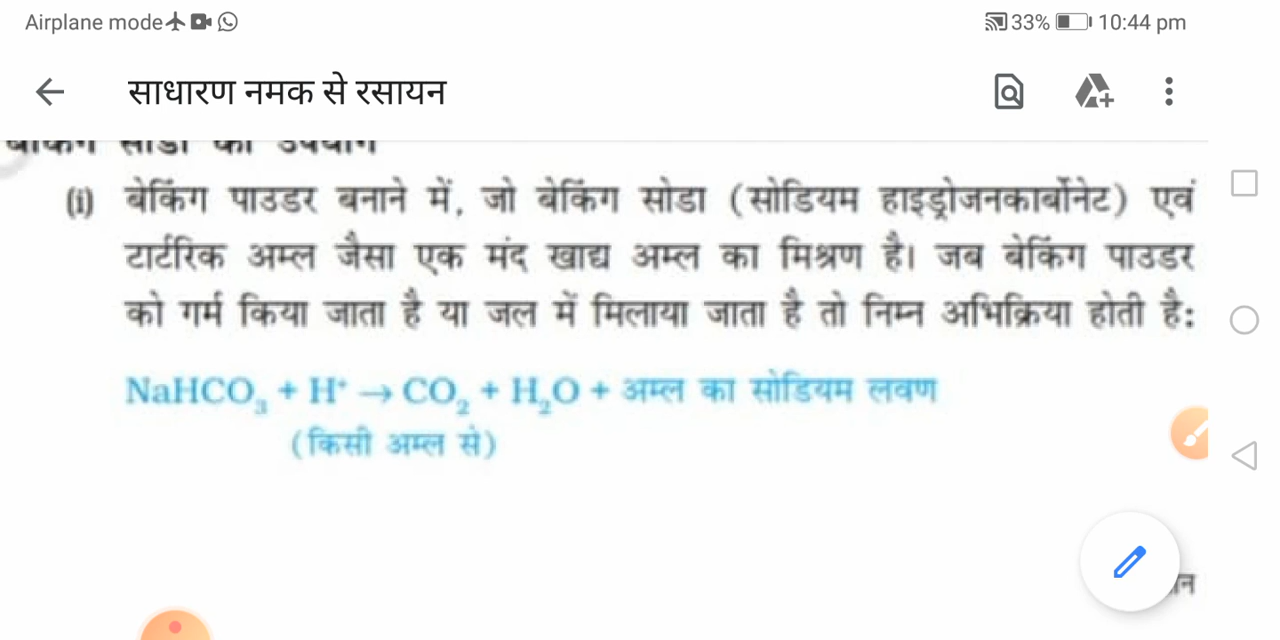 Airplane mode 33% 10:44 pm
साधारण नमक से रसायन
बेकिंग सोडा का उपयोग
(i) बेकिंग पाउडर बनाने में, जो बेकिंग सोडा (सोडियम हाइड्रोजनकार्बोनेट) एवं
टार्टरिक अम्ल जैसा एक मंद खाद्य अम्ल का मिश्रण है। जब बेकिंग पाउडर
को गर्म किया जाता है या जल में मिलाया जाता है तो निम्न अभिक्रिया होती है:
NaHCO₃ + H⁺ → CO₂ + H₂O + अम्ल का सोडियम लवण
(किसी अम्ल से)